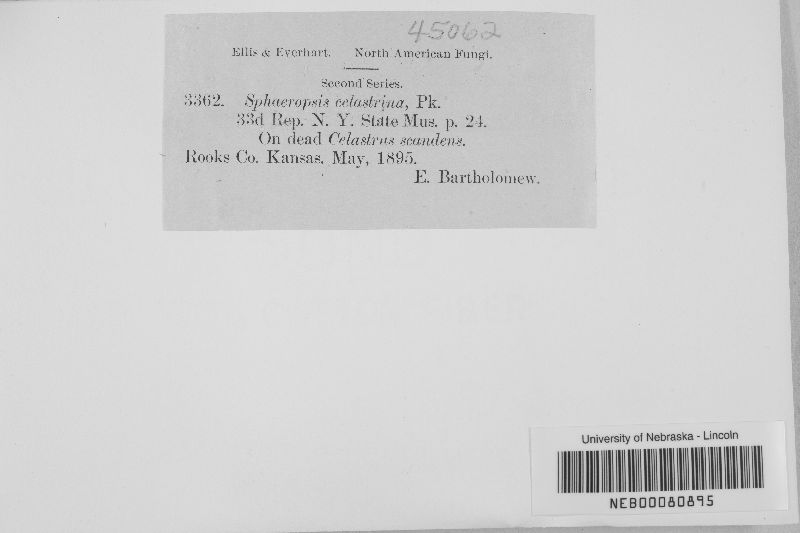 45062
Ellis & Everhart. North American Fungi.
Second Series.
3362. Sphaeropsis celastrina, Pk.
33d Rep. N. Y. State Mus. p. 24.
On dead Celastrus scandens.
Rooks Co. Kansas, May, 1895.
E. Bartholomew.
University of Nebraska - Lincoln
NEB00080895